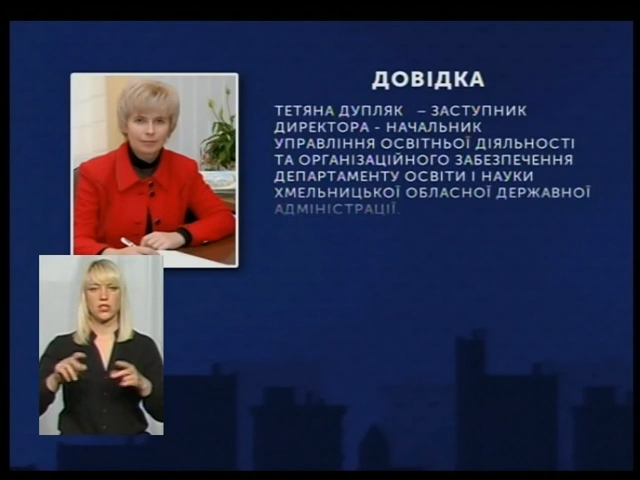 ДОВІДКА
ТЕТЯНА ДУПЛЯК – ЗАСТУПНИК
ДИРЕКТОРА - НАЧАЛЬНИК
УПРАВЛІННЯ ОСВІТНЬОЇ ДІЯЛЬНОСТІ
ТА ОРГАНІЗАЦІЙНОГО ЗАБЕЗПЕЧЕННЯ
ДЕПАРТАМЕНТУ ОСВІТИ І НАУКИ
ХМЕЛЬНИЦЬКОЇ ОБЛАСНОЇ ДЕРЖАВНОЇ
АДМІНІСТРАЦІЇ.